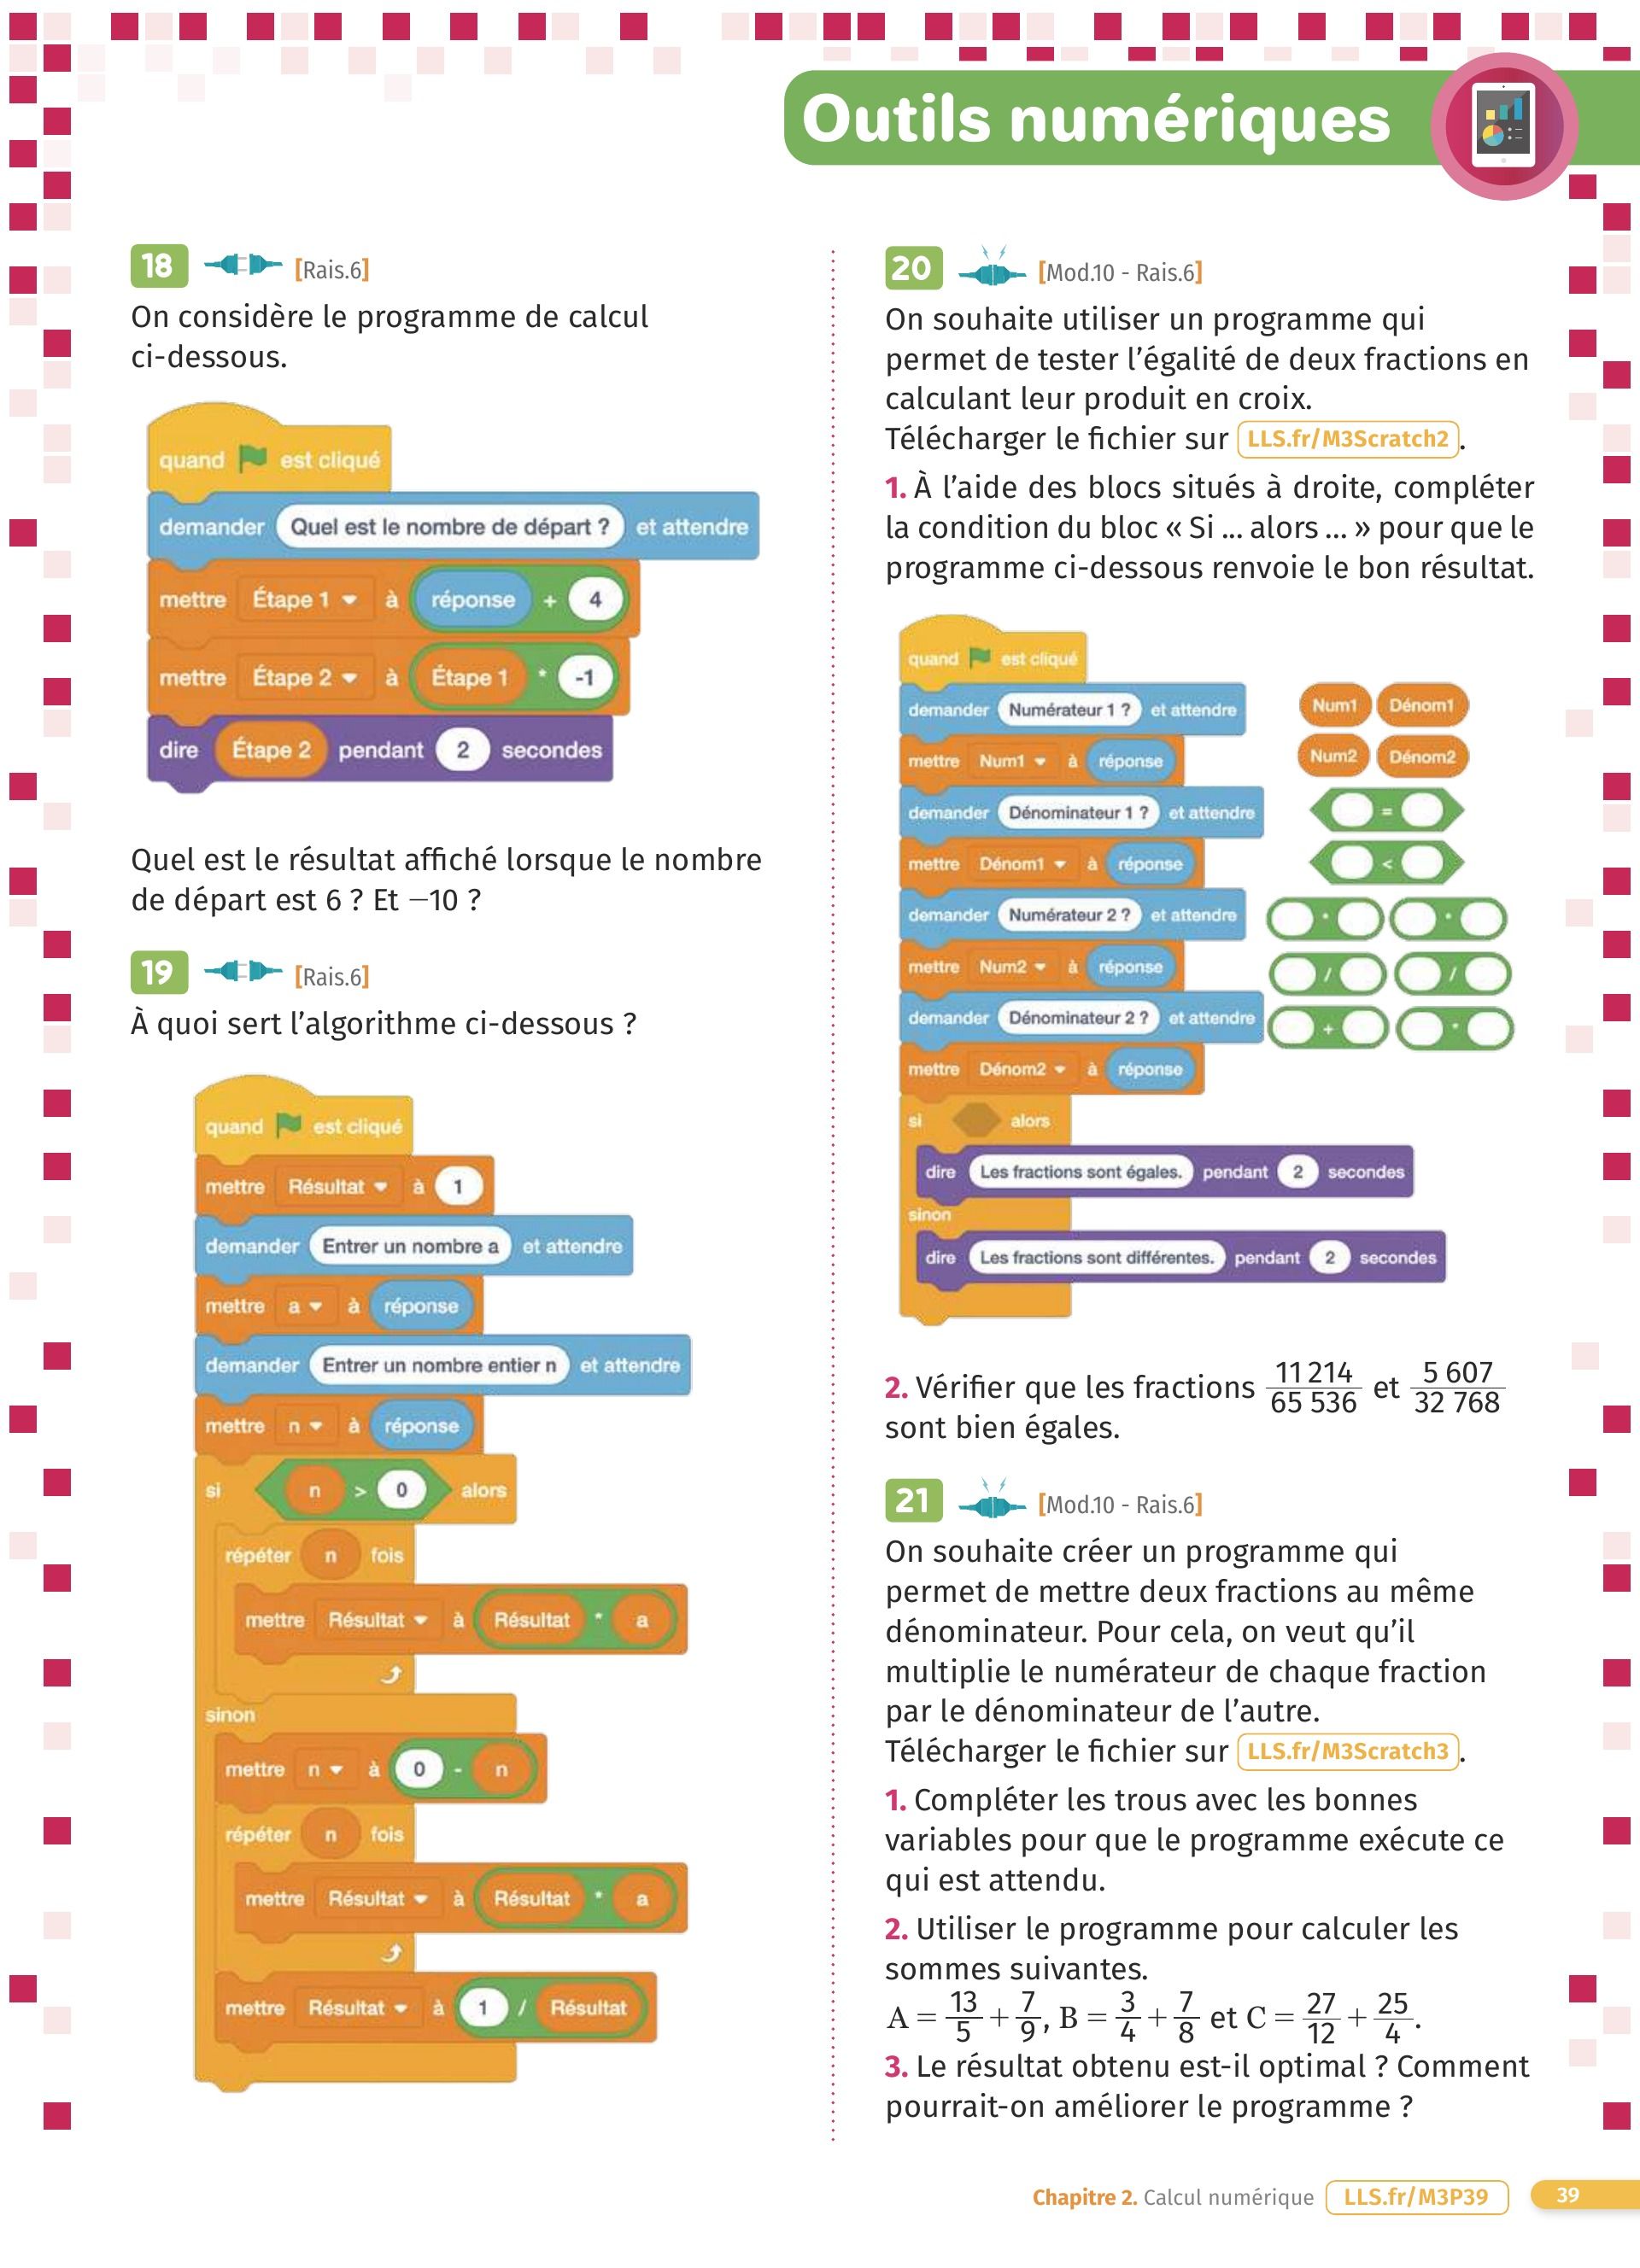 Outils numériques
18 [Rais.6]
On considère le programme de calcul
ci-dessous.
quand est cliqué
demander Quel est le nombre de départ ? et attendre
mettre Étape 1 à réponse + 4
mettre Étape 2 à Étape 1 * -1
dire Étape 2 pendant 2 secondes
Quel est le résultat affiché lorsque le nombre
de départ est 6 ? Et −10 ?
19 [Rais.6]
À quoi sert l'algorithme ci-dessous ?
quand est cliqué
mettre Résultat à 1
demander Entrer un nombre a et attendre
mettre a à réponse
demander Entrer un nombre entier n et attendre
mettre n à réponse
si n > 0 alors
répéter n fois
mettre Résultat à Résultat * a
sinon
mettre n à 0 - n
répéter n fois
mettre Résultat à Résultat * a
mettre Résultat à 1 / Résultat
20 [Mod.10 - Rais.6]
On souhaite utiliser un programme qui
permet de tester l'égalité de deux fractions en
calculant leur produit en croix.
Télécharger le fichier sur LLS.fr/M3Scratch2 .
1. À l'aide des blocs situés à droite, compléter
la condition du bloc « Si ... alors ... » pour que le
programme ci-dessous renvoie le bon résultat.
quand est cliqué
demander Numérateur 1 ? et attendre
mettre Num1 à réponse
demander Dénominateur 1 ? et attendre
mettre Dénom1 à réponse
demander Numérateur 2 ? et attendre
mettre Num2 à réponse
demander Dénominateur 2 ? et attendre
mettre Dénom2 à réponse
si alors
dire Les fractions sont égales. pendant 2 secondes
sinon
dire Les fractions sont différentes. pendant 2 secondes
Num1 Dénom1
Num2 Dénom2
=
<
* *
/ /
+ *
2. Vérifier que les fractions 11 214/65 536 et 5 607/32 768
sont bien égales.
21 [Mod.10 - Rais.6]
On souhaite créer un programme qui
permet de mettre deux fractions au même
dénominateur. Pour cela, on veut qu'il
multiplie le numérateur de chaque fraction
par le dénominateur de l'autre.
Télécharger le fichier sur LLS.fr/M3Scratch3 .
1. Compléter les trous avec les bonnes
variables pour que le programme exécute ce
qui est attendu.
2. Utiliser le programme pour calculer les
sommes suivantes.
A = 13/5 + 7/9, B = 3/4 + 7/8 et C = 27/12 + 25/4.
3. Le résultat obtenu est-il optimal ? Comment
pourrait-on améliorer le programme ?
Chapitre 2. Calcul numérique LLS.fr/M3P39 39